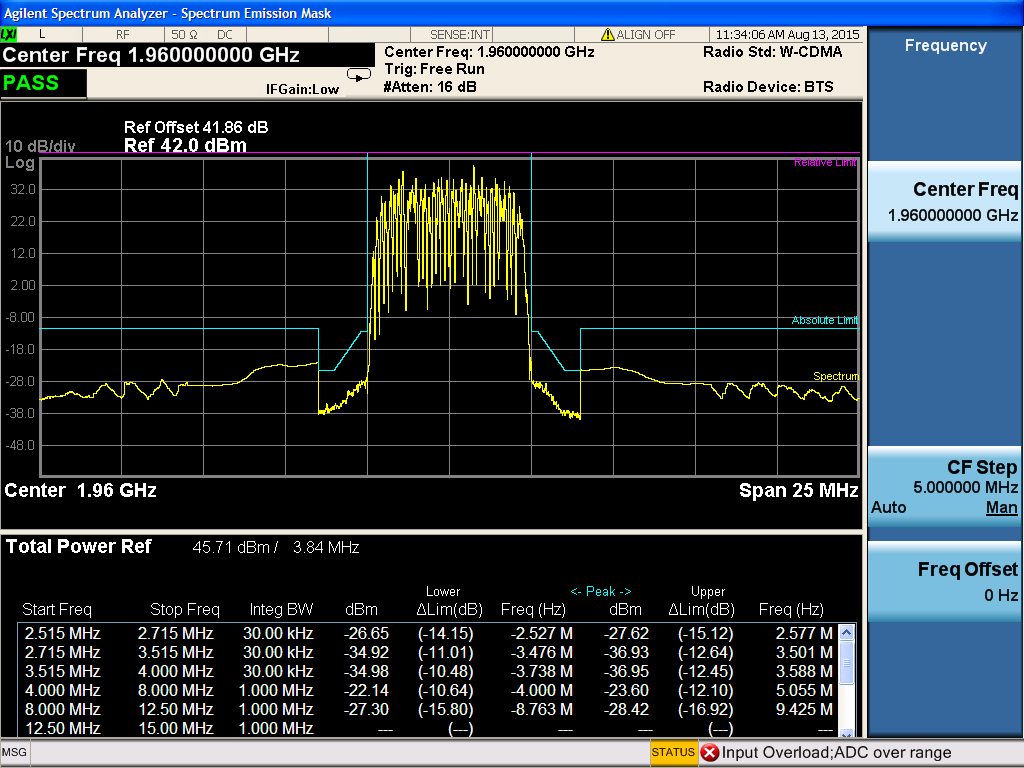 Agilent Spectrum Analyzer - Spectrum Emission Mask
LXI L RF 50 Ω DC SENSE:INT ALIGN OFF 11:34:06 AM Aug 13, 2015
Center Freq 1.960000000 GHz
Center Freq: 1.960000000 GHz
Radio Std: W-CDMA
Trig: Free Run
PASS
IFGain:Low
#Atten: 16 dB
Radio Device: BTS
Frequency
Ref Offset 41.86 dB
10 dB/div
Ref 42.0 dBm
Log
Relative Limit
32.0
22.0
12.0
2.00
-8.00
Absolute Limit
-18.0
-28.0
Spectrum
-38.0
-48.0
Center 1.96 GHz
Span 25 MHz
Center Freq
1.960000000 GHz
CF Step
5.000000 MHz
Auto Man
Freq Offset
0 Hz
Total Power Ref 45.71 dBm / 3.84 MHz
Lower <- Peak -> Upper
Start Freq Stop Freq Integ BW dBm ΔLim(dB) Freq (Hz) dBm ΔLim(dB) Freq (Hz)
2.515 MHz 2.715 MHz 30.00 kHz -26.65 (-14.15) -2.527 M -27.62 (-15.12) 2.577 M
2.715 MHz 3.515 MHz 30.00 kHz -34.92 (-11.01) -3.476 M -36.93 (-12.64) 3.501 M
3.515 MHz 4.000 MHz 30.00 kHz -34.98 (-10.48) -3.738 M -36.95 (-12.45) 3.588 M
4.000 MHz 8.000 MHz 1.000 MHz -22.14 (-10.64) -4.000 M -23.60 (-12.10) 5.055 M
8.000 MHz 12.50 MHz 1.000 MHz -27.30 (-15.80) -8.763 M -28.42 (-16.92) 9.425 M
12.50 MHz 15.00 MHz 1.000 MHz --- (---) --- --- (---) ---
MSG
STATUS Input Overload;ADC over range